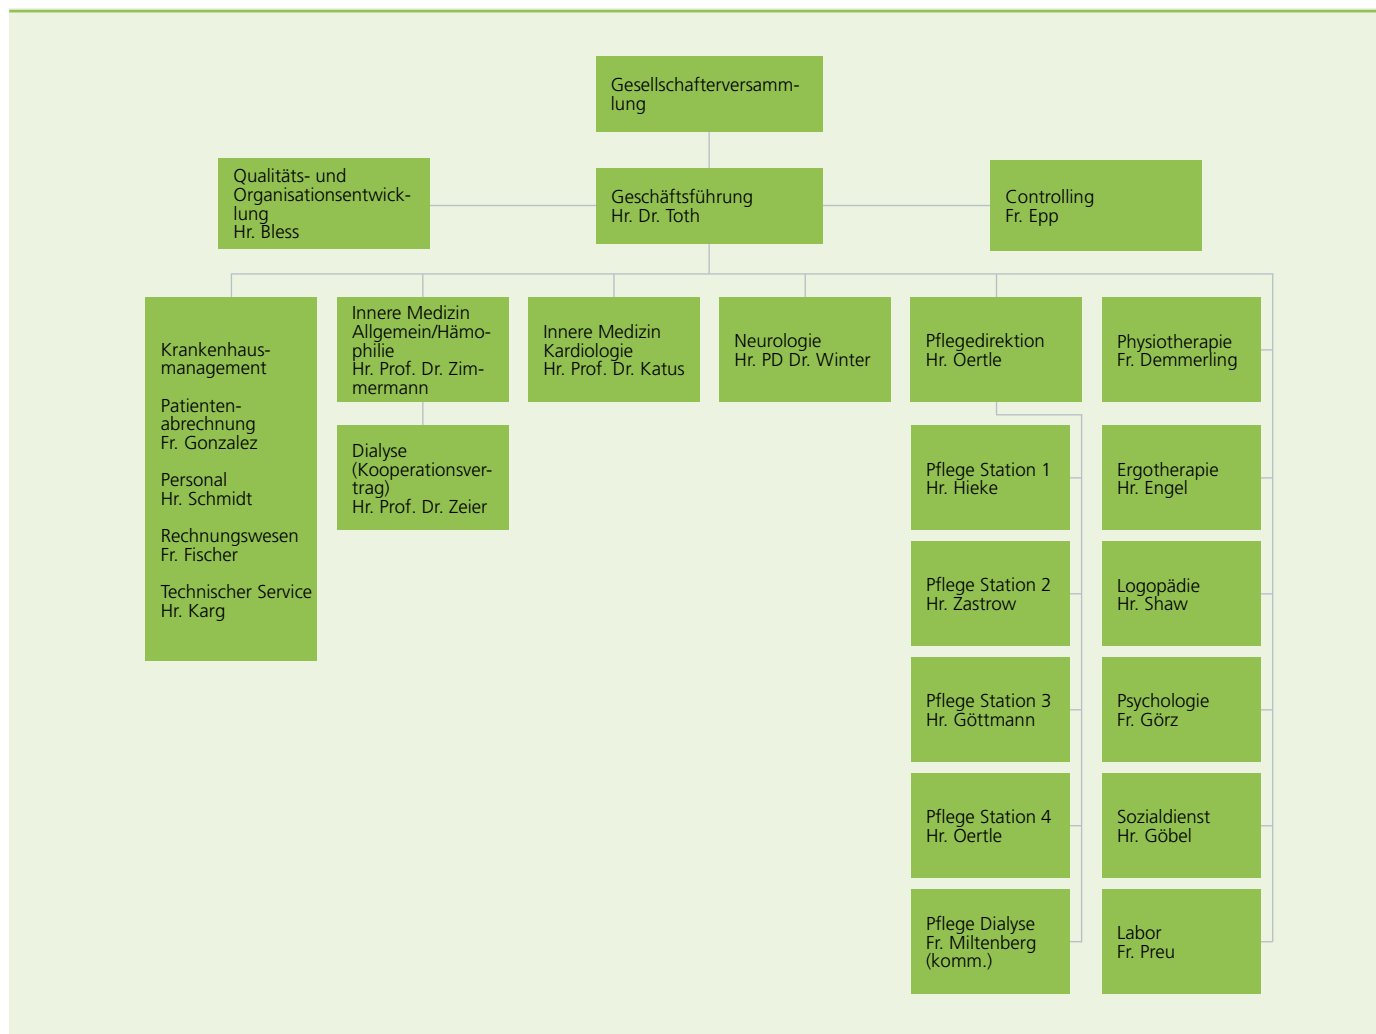 Gesellschafterversamm-
lung
Qualitäts- und
Organisationsentwick-
lung
Hr. Bless
Geschäftsführung
Hr. Dr. Toth
Controlling
Fr. Epp
Krankenhaus-
management
Patienten-
abrechnung
Fr. Gonzalez
Personal
Hr. Schmidt
Rechnungswesen
Fr. Fischer
Technischer Service
Hr. Karg
Innere Medizin
Allgemein/Hämo-
philie
Hr. Prof. Dr. Zim-
mermann
Dialyse
(Kooperationsver-
trag)
Hr. Prof. Dr. Zeier
Innere Medizin
Kardiologie
Hr. Prof. Dr. Katus
Neurologie
Hr. PD Dr. Winter
Pflegedirektion
Hr. Oertle
Pflege Station 1
Hr. Hieke
Pflege Station 2
Hr. Zastrow
Pflege Station 3
Hr. Göttmann
Pflege Station 4
Hr. Oertle
Pflege Dialyse
Fr. Miltenberg
(komm.)
Physiotherapie
Fr. Demmerling
Ergotherapie
Hr. Engel
Logopädie
Hr. Shaw
Psychologie
Fr. Görz
Sozialdienst
Hr. Göbel
Labor
Fr. Preu